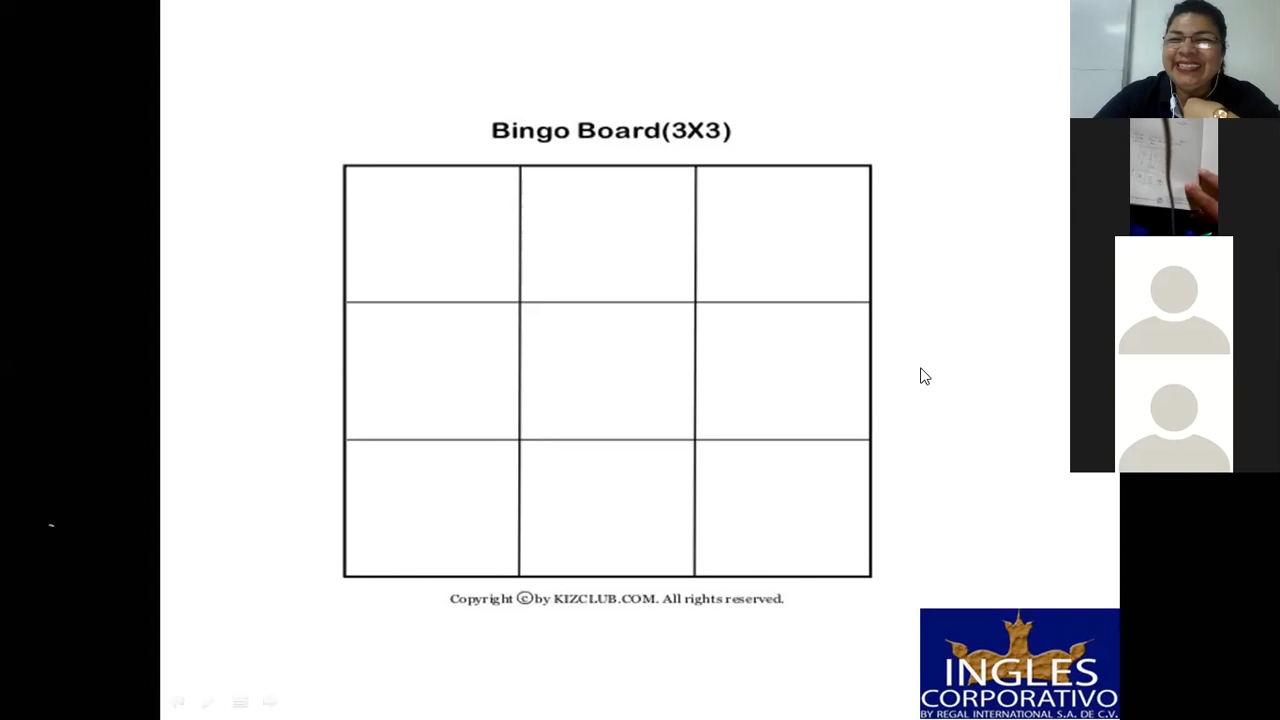 Bingo Board(3X3)
Copyright ©by KIZCLUB.COM. All rights reserved.
INGLES
CORPORATIVO
BY REGAL INTERNATIONAL S.A. DE C.V.